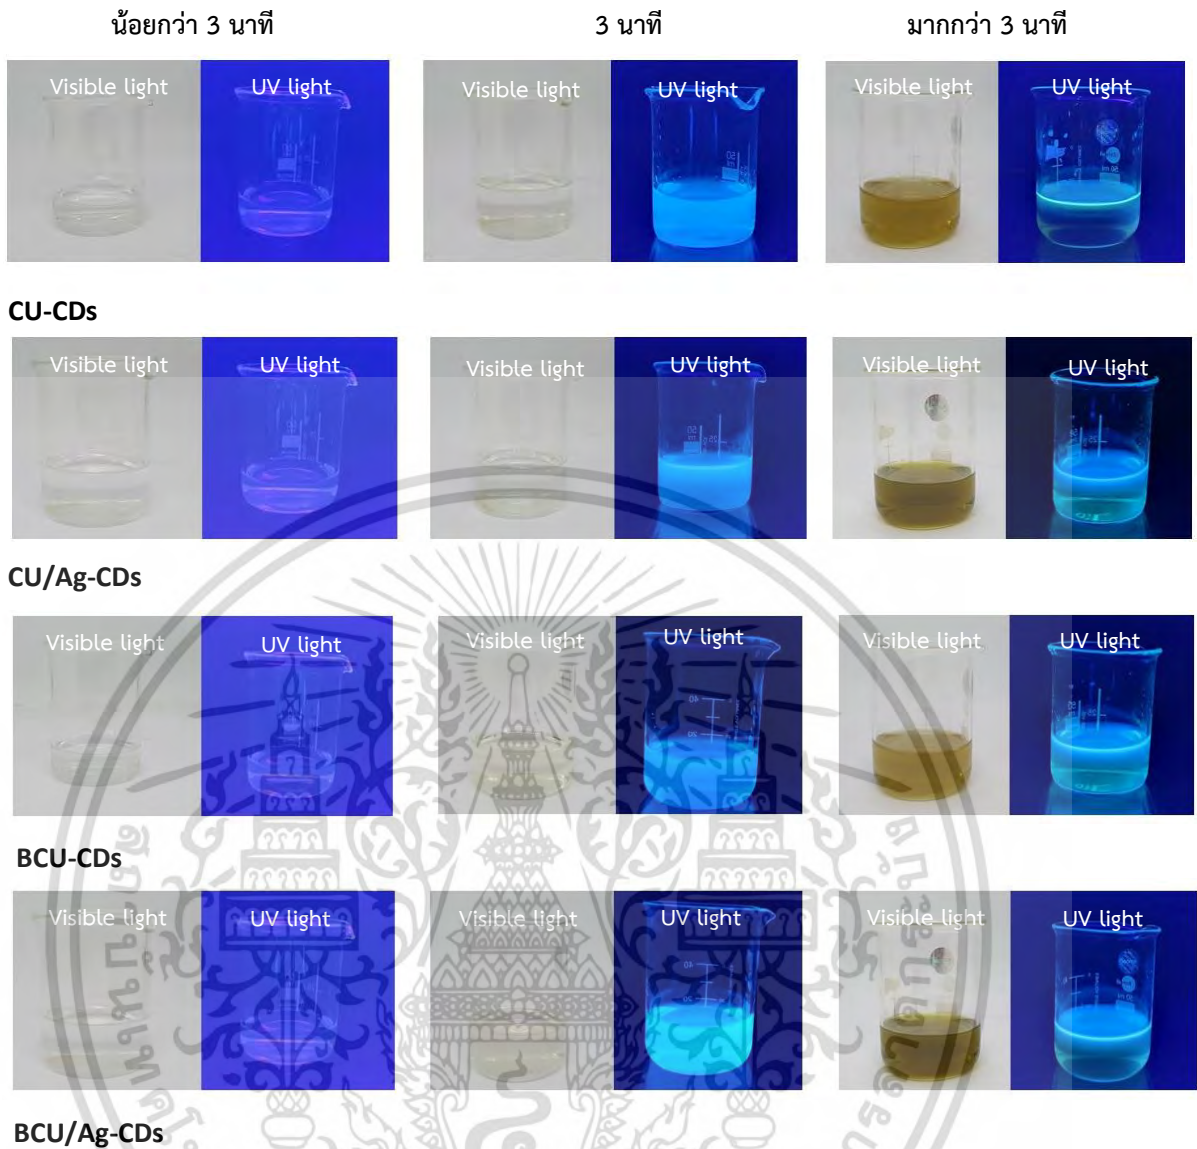 น้อยกว่า 3 นาที 3 นาที มากกว่า 3 นาที
Visible light UV light Visible light UV light Visible light UV light
CU-CDs
Visible light UV light Visible light UV light Visible light UV light
CU/Ag-CDs
Visible light UV light Visible light UV light Visible light UV light
BCU-CDs
Visible light UV light Visible light UV light Visible light UV light
BCU/Ag-CDs